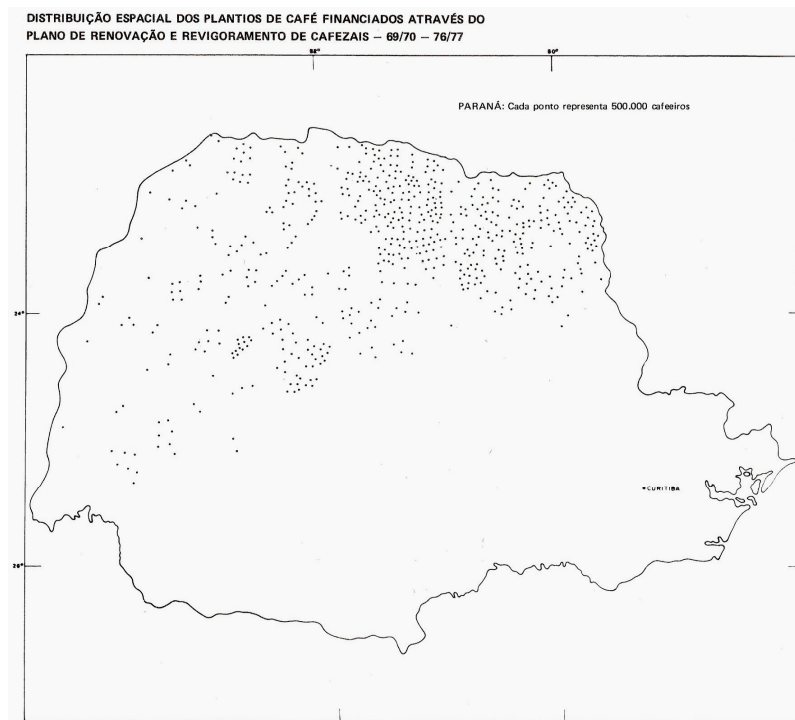 DISTRIBUIÇÃO ESPACIAL DOS PLANTIOS DE CAFÉ FINANCIADOS ATRAVÉS DO
PLANO DE RENOVAÇÃO E REVIGORAMENTO DE CAFEZAIS — 69/70 — 76/77
52° 50°
PARANÁ: Cada ponto representa 500.000 cafeeiros
24°
CURITIBA
26°